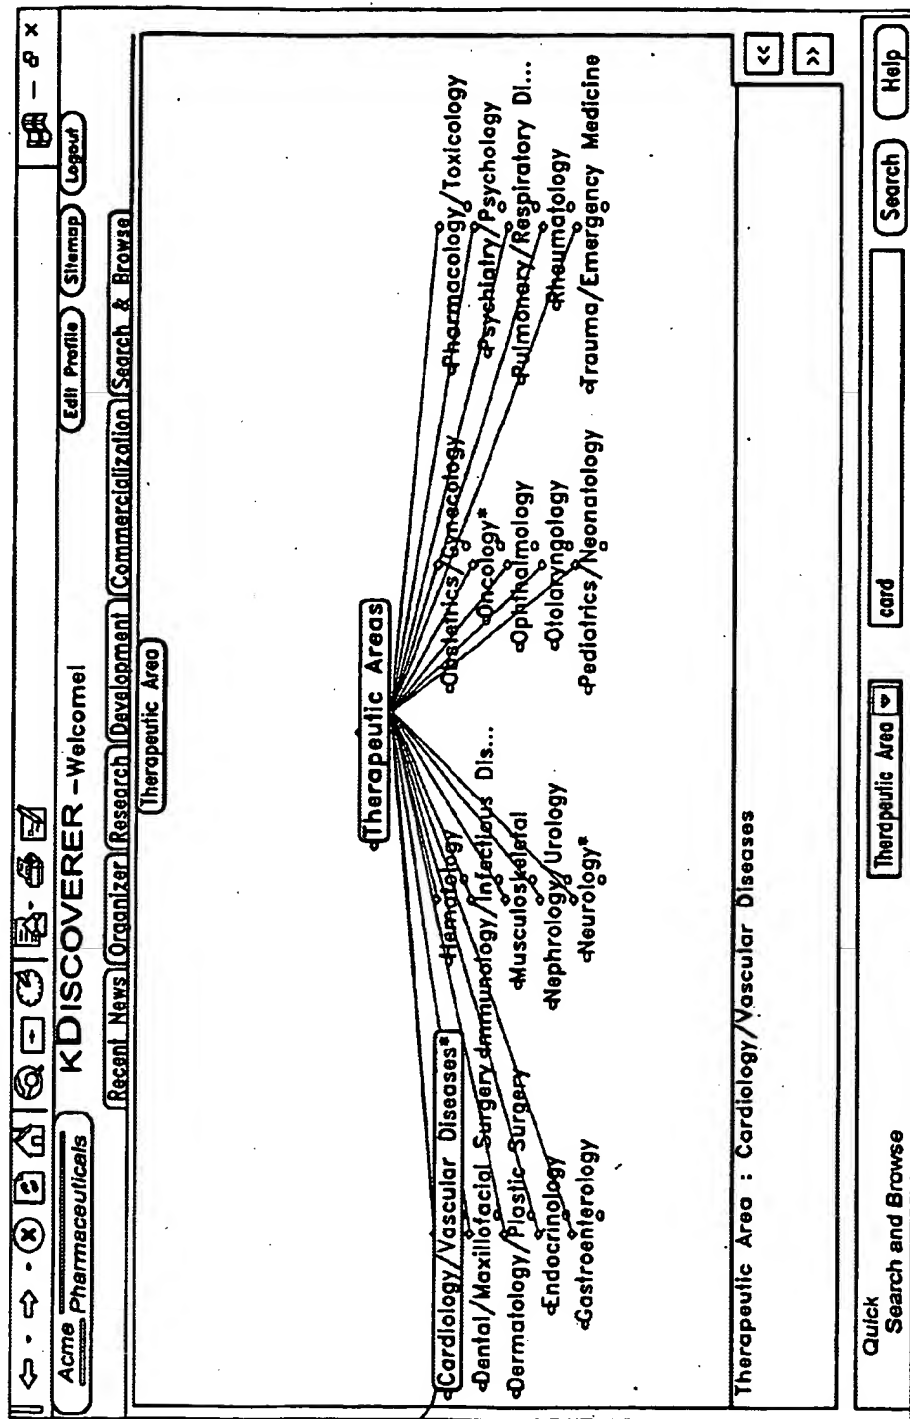 Acme
Pharmaceuticals
KDISCOVERER -Welcome!
Edit Profile
Sitemap
Logout
Recent News
Organizer
Research
Development
Commercialization
Search & Browse
Therapeutic Area
Therapeutic Areas
Cardiology/Vascular Diseases*
Dental/Maxillofacial Surgery
Dermatology/Plastic Surgery
Endocrinology
Gastroenterology
Hematology
Immunology/Infectious Dis...
Musculoskeletal
Nephrology/Urology
Neurology*
Obstetrics/Gynecology
Oncology*
Ophthalmology
Otolaryngology
Pediatrics/Neonatology
Pharmacology/Toxicology
Psychiatry/Psychology
Pulmonary/Respiratory Di...
Rheumatology
Trauma/Emergency Medicine
Therapeutic Area : Cardiology/Vascular Diseases
<<
>>
Quick
Search and Browse
Therapeutic Area
card
Search
Help